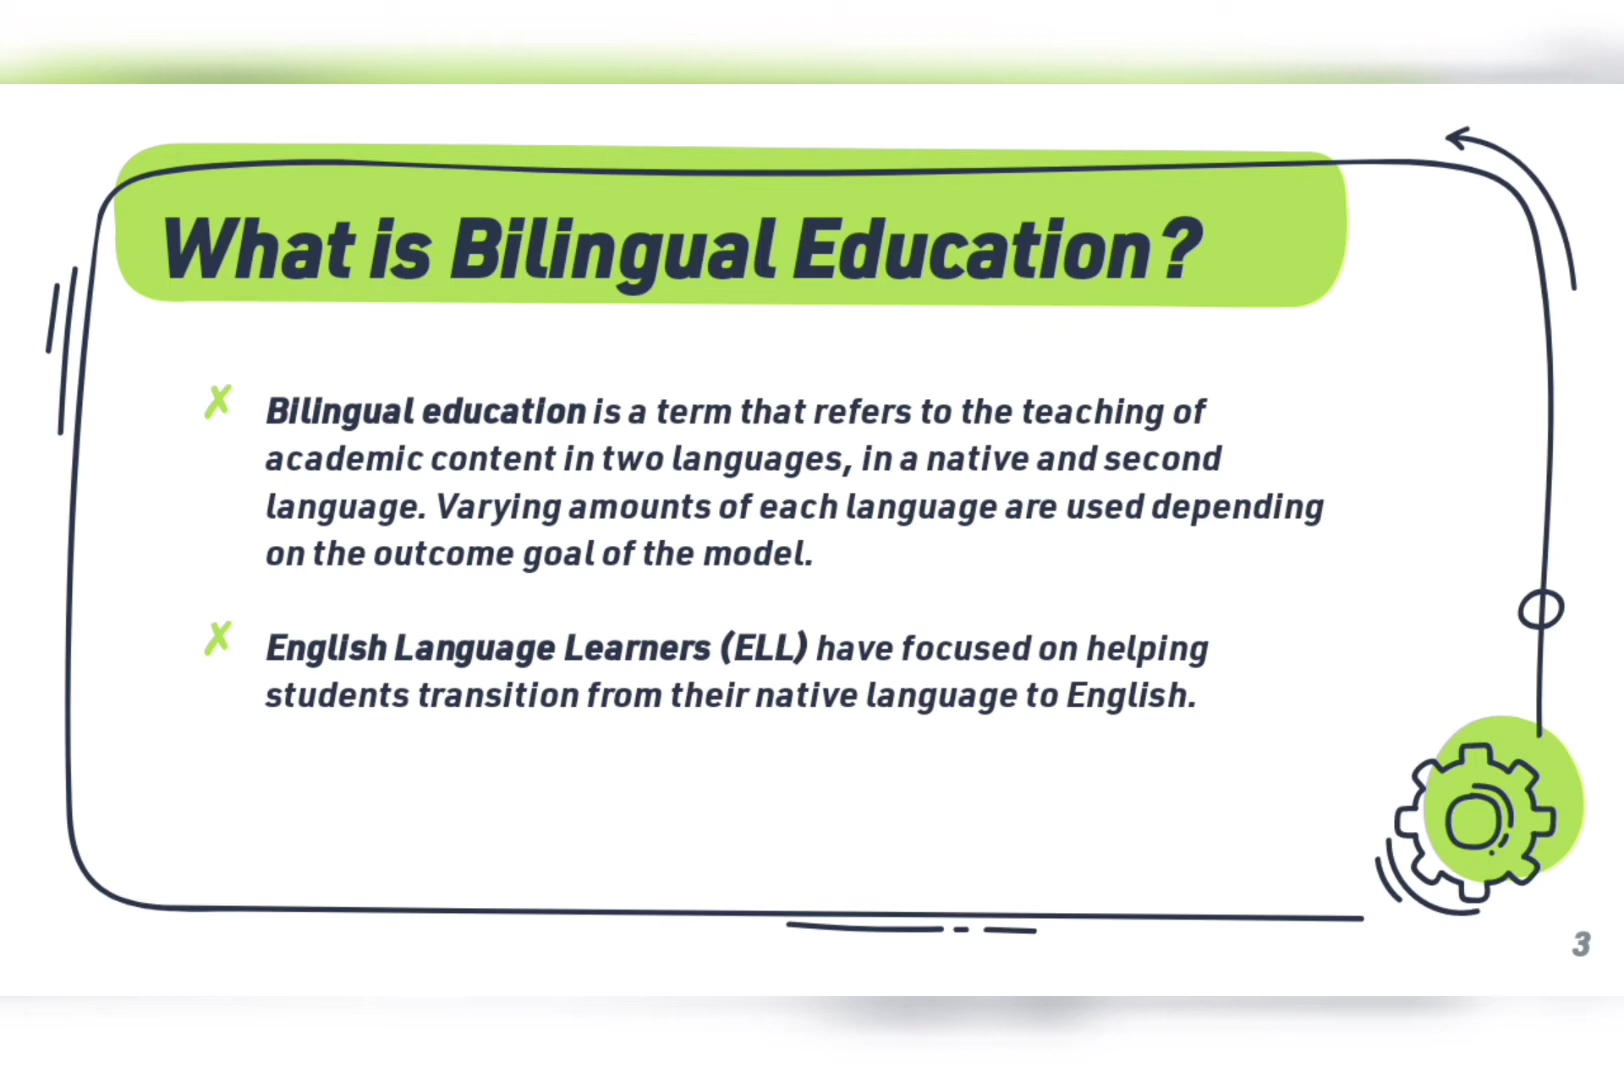 What is Bilingual Education?
✗ Bilingual education is a term that refers to the teaching of
academic content in two languages, in a native and second
language. Varying amounts of each language are used depending
on the outcome goal of the model.
✗ English Language Learners (ELL) have focused on helping
students transition from their native language to English.
3